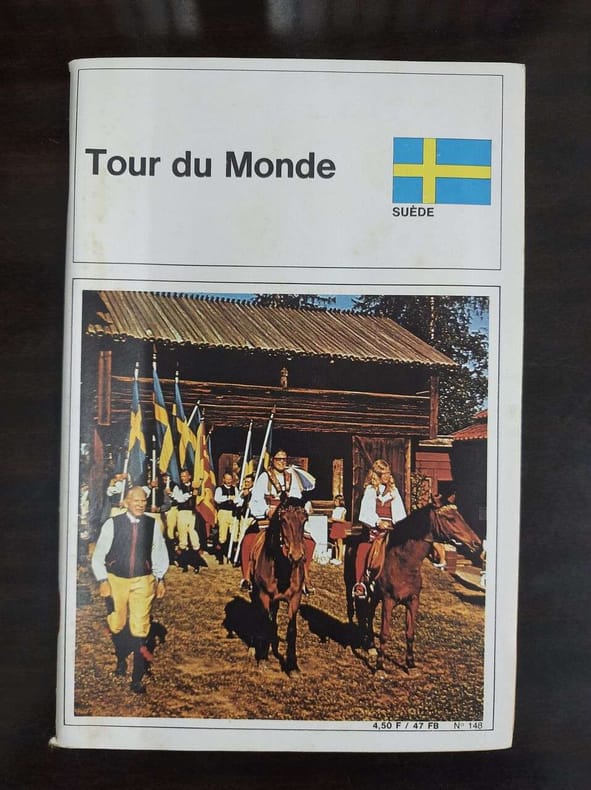 Tour du Monde
SUÈDE
4,50 F / 47 FB N° 148